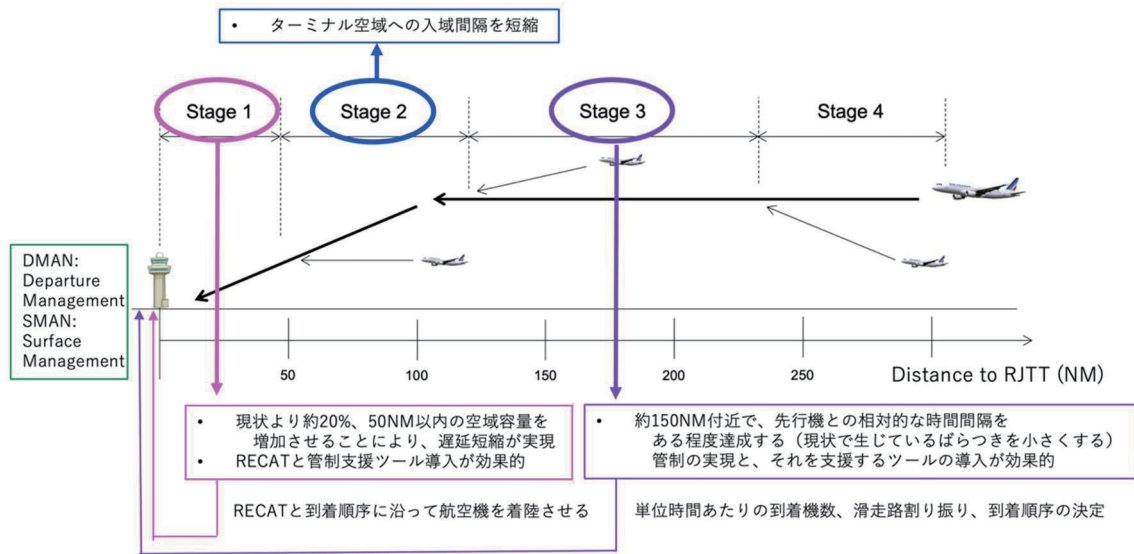 • ターミナル空域への入域間隔を短縮
Stage 1
Stage 2
Stage 3
Stage 4
DMAN:
Departure
Management
SMAN:
Surface
Management
50
100
150
200
250
Distance to RJTT (NM)
• 現状より約20%、50NM以内の空域容量を
増加させることにより、遅延短縮が実現
• RECATと管制支援ツール導入が効果的
• 約150NM付近で、先行機との相対的な時間間隔を
ある程度達成する（現状で生じているばらつきを小さくする）
管制の実現と、それを支援するツールの導入が効果的
RECATと到着順序に沿って航空機を着陸させる
単位時間あたりの到着機数、滑走路割り振り、到着順序の決定